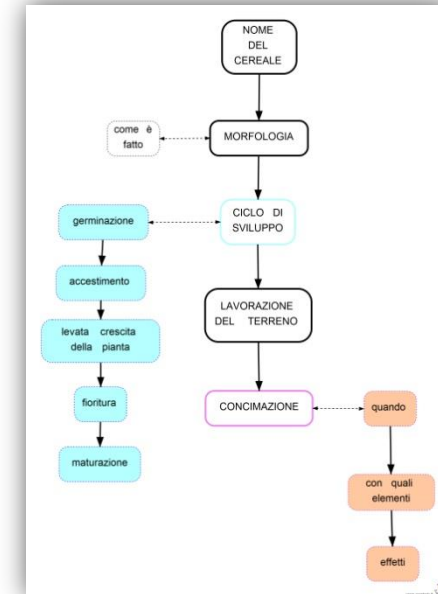 NOME
DEL
CEREALE
come è
fatto
MORFOLOGIA
germinazione
CICLO DI
SVILUPPO
accestimento
levata crescita
della pianta
fioritura
maturazione
LAVORAZIONE
DEL TERRENO
CONCIMAZIONE
quando
con quali
elementi
effetti